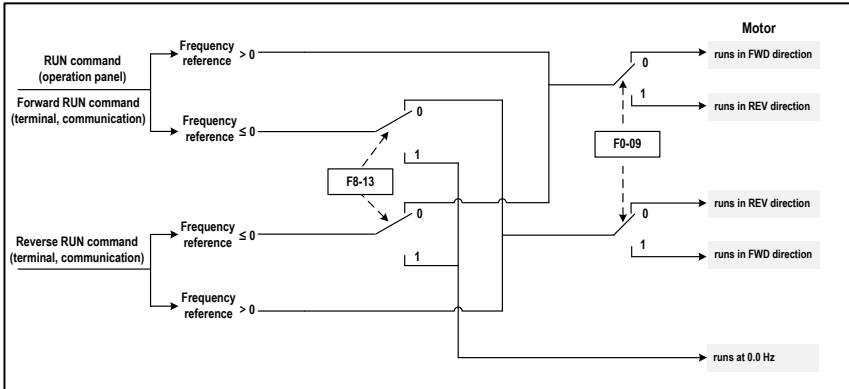 Motor
RUN command
(operation panel)
Forward RUN command
(terminal, communication)
Frequency
reference > 0
Frequency
reference ≤ 0
0
1
F8-13
0
1
Reverse RUN command
(terminal, communication)
Frequency
reference ≤ 0
Frequency
reference > 0
0
1
F0-09
0
1
runs in FWD direction
runs in REV direction
runs in REV direction
runs in FWD direction
runs at 0.0 Hz